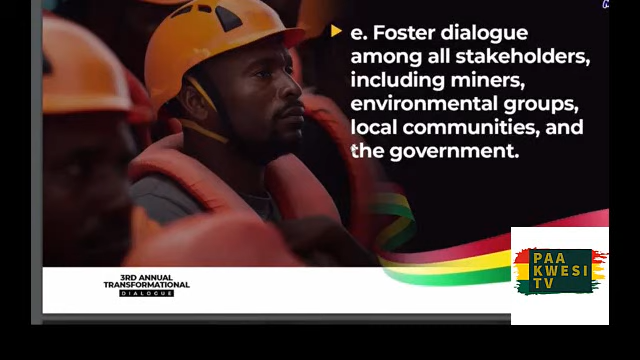 e. Foster dialogue
among all stakeholders,
including miners,
environmental groups,
local communities, and
the government.
3RD ANNUAL
TRANSFORMATIONAL
DIALOGUE
PAA
KWESI
TV